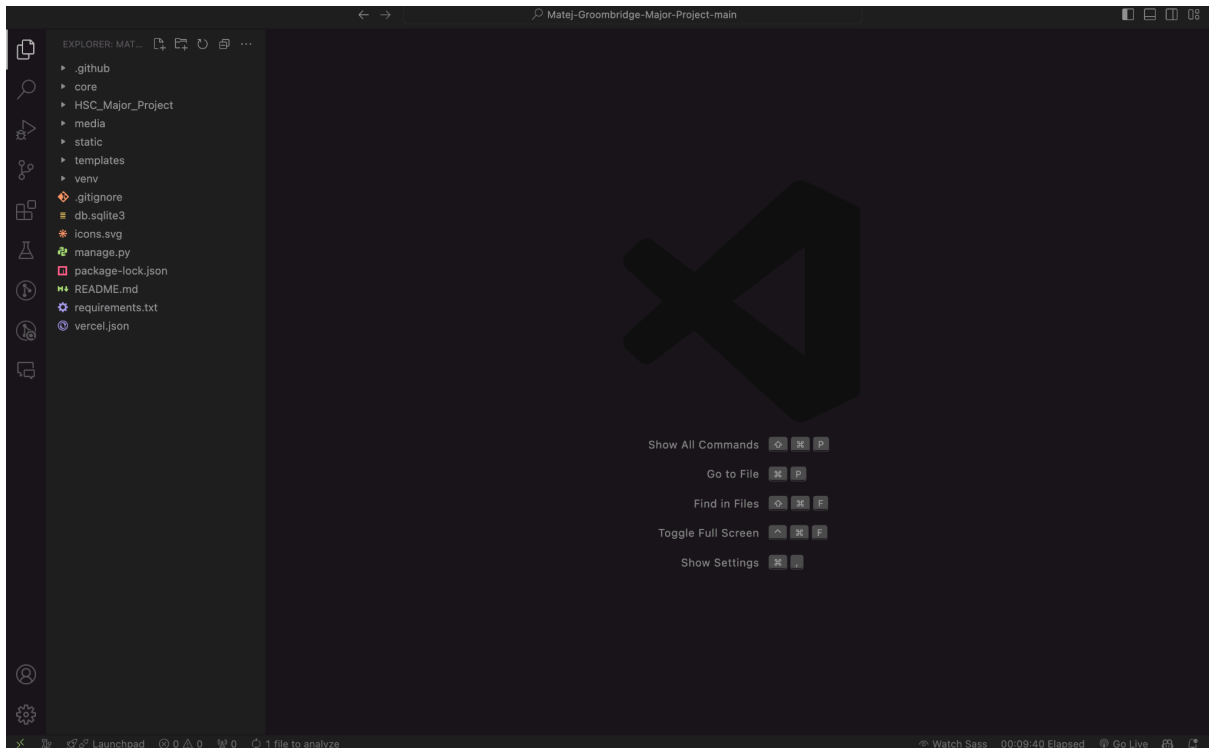 Matej-Groombridge-Major-Project-main
EXPLORER: MAT...
.github
core
HSC_Major_Project
media
static
templates
venv
.gitignore
db.sqlite3
icons.svg
manage.py
package-lock.json
README.md
requirements.txt
vercel.json
Show All Commands ⇧ ⌘ P
Go to File ⌘ P
Find in Files ⇧ ⌘ F
Toggle Full Screen ^ ⌘ F
Show Settings ⌘ ,
Launchpad 0 0 0 1 file to analyze Watch Sass 00:09:40 Elapsed Go Live